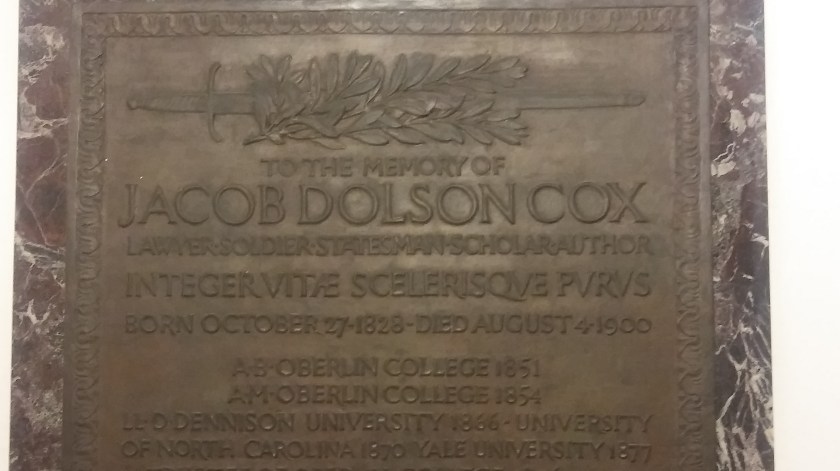 TO THE MEMORY OF
JACOB DOLSON COX
LAWYER·SOLDIER·STATESMAN·SCHOLAR·AUTHOR
INTEGER VITÆ SCELERISQVE PVRVS
BORN OCTOBER 27·1828-DIED AUGUST 4·1900
A·B·OBERLIN COLLEGE 1851
A·M·OBERLIN COLLEGE 1854
LL·D DENNISON UNIVERSITY 1866·UNIVERSITY
OF NORTH CAROLINA 1870 YALE UNIVERSITY 1877